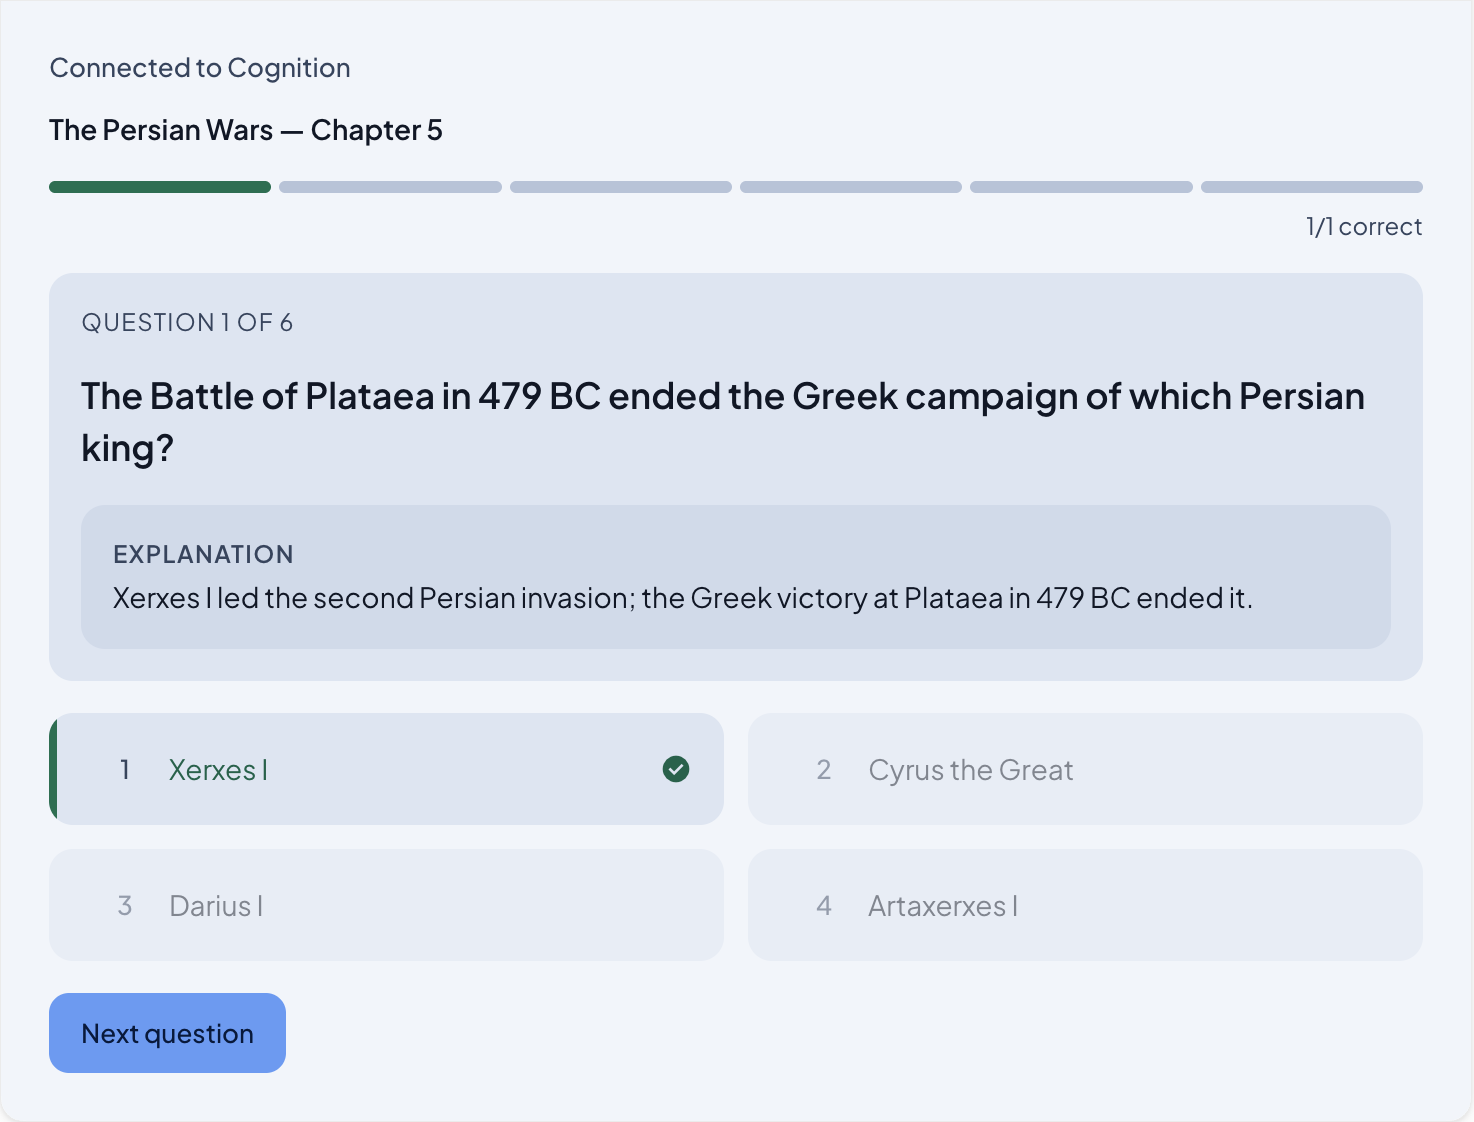 Connected to Cognition
The Persian Wars — Chapter 5
1/1 correct
QUESTION 1 OF 6
The Battle of Plataea in 479 BC ended the Greek campaign of which Persian
king?
EXPLANATION
Xerxes I led the second Persian invasion; the Greek victory at Plataea in 479 BC ended it.
1 Xerxes I
2 Cyrus the Great
3 Darius I
4 Artaxerxes I
Next question